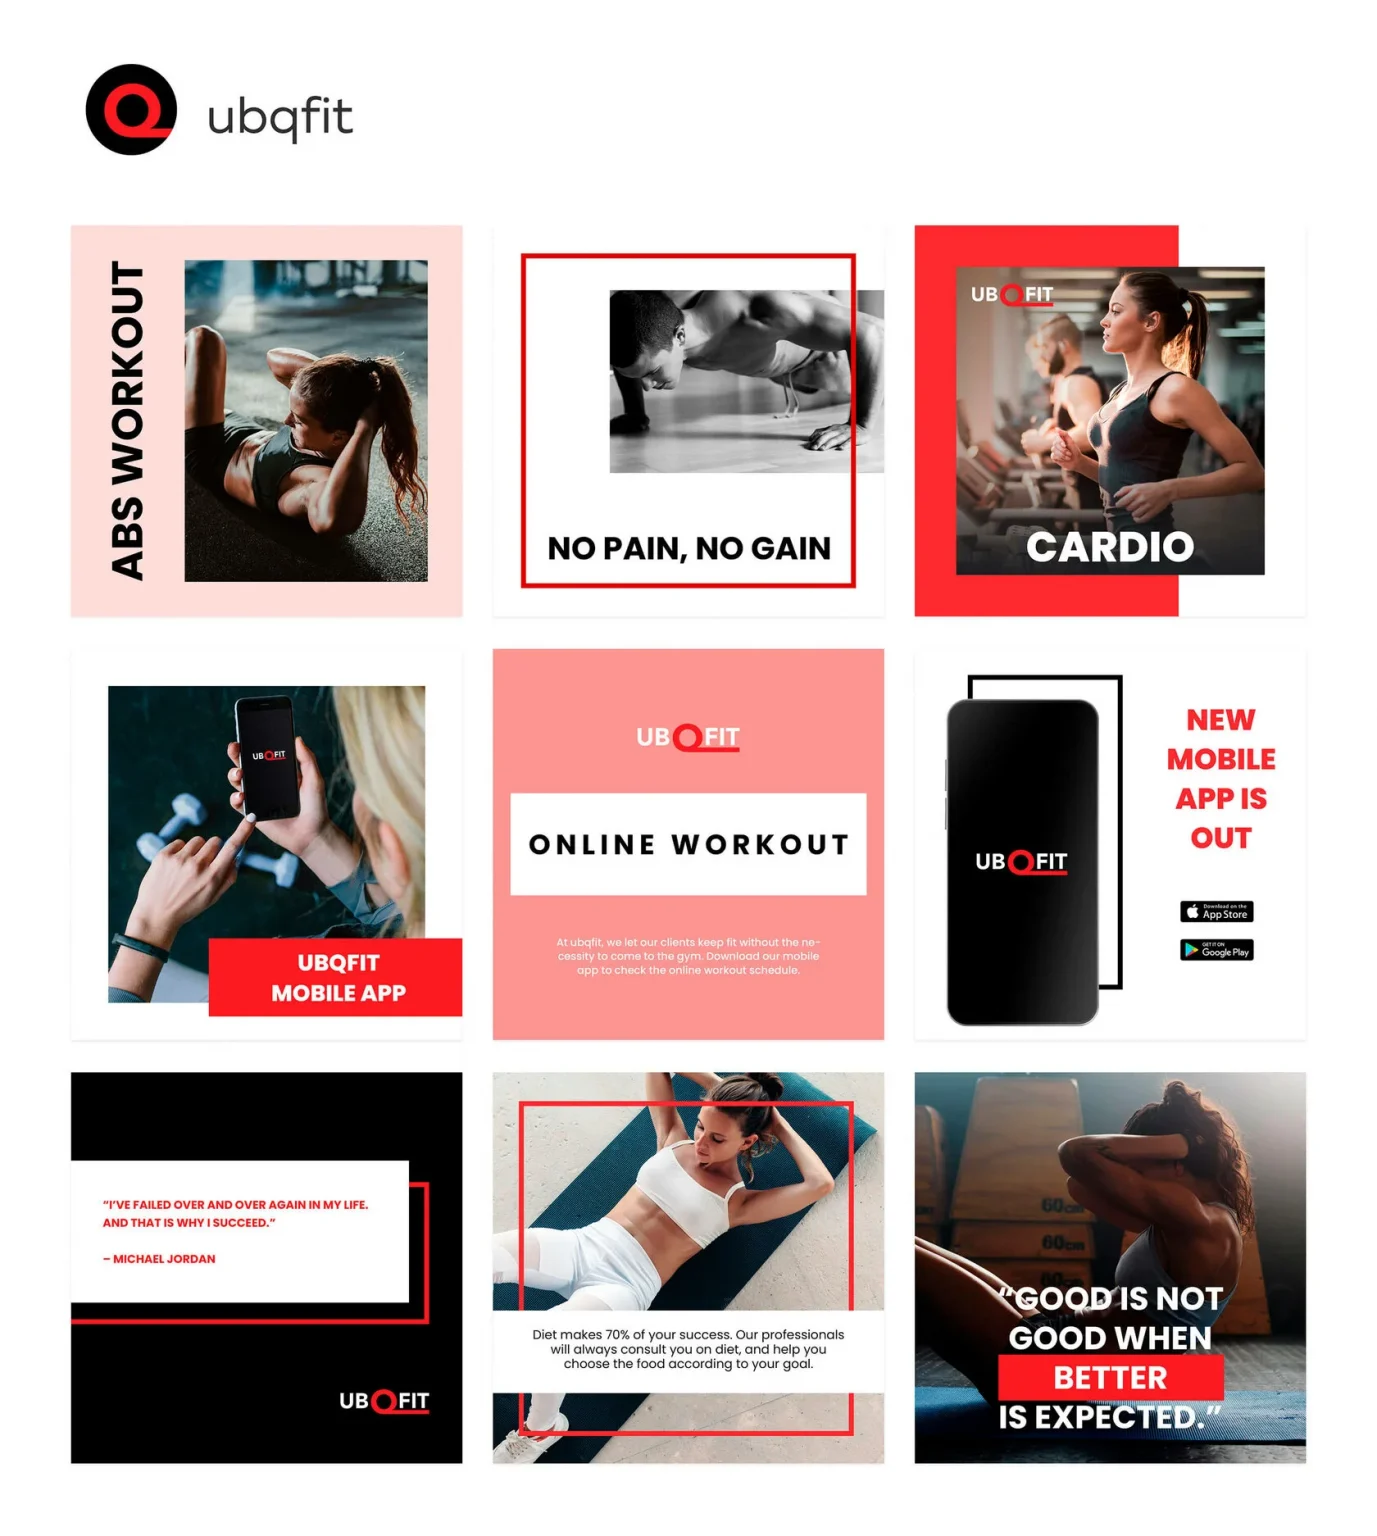 ubqfit
ABS WORKOUT
NO PAIN, NO GAIN
UBQFIT
CARDIO
UBQFIT
UBQFIT
MOBILE APP
UBQFIT
ONLINE WORKOUT
At ubqfit, we let our clients keep fit without the ne-
cessity to come to the gym. Download our mobile
app to check the online workout schedule.
UBQFIT
NEW
MOBILE
APP IS
OUT
Download on the
App Store
GET IT ON
Google Play
"I'VE FAILED OVER AND OVER AGAIN IN MY LIFE.
AND THAT IS WHY I SUCCEED."
– MICHAEL JORDAN
UBQFIT
Diet makes 70% of your success. Our professionals
will always consult you on diet, and help you
choose the food according to your goal.
60cm
60cm
"GOOD IS NOT
GOOD WHEN
BETTER
IS EXPECTED."